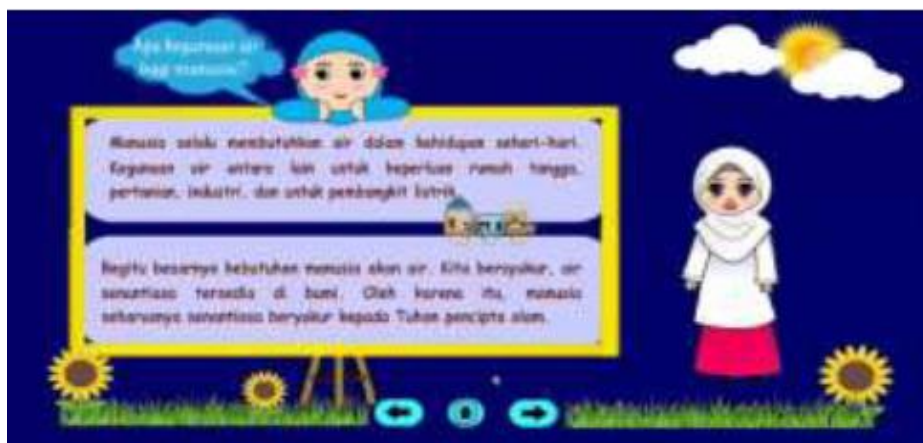 Apa kegunaan air
bagi manusia?
Manusia selalu membutuhkan air dalam kehidupan sehari-hari.
Kegunaan air antara lain untuk keperluan rumah tangga,
pertanian, industri, dan untuk pembangkit listrik.
Begitu besarnya kebutuhan manusia akan air. Kita bersyukur, air
senantiasa tersedia di bumi. Oleh karena itu, manusia
seharusnya senantiasa bersyukur kepada Tuhan pencipta alam.